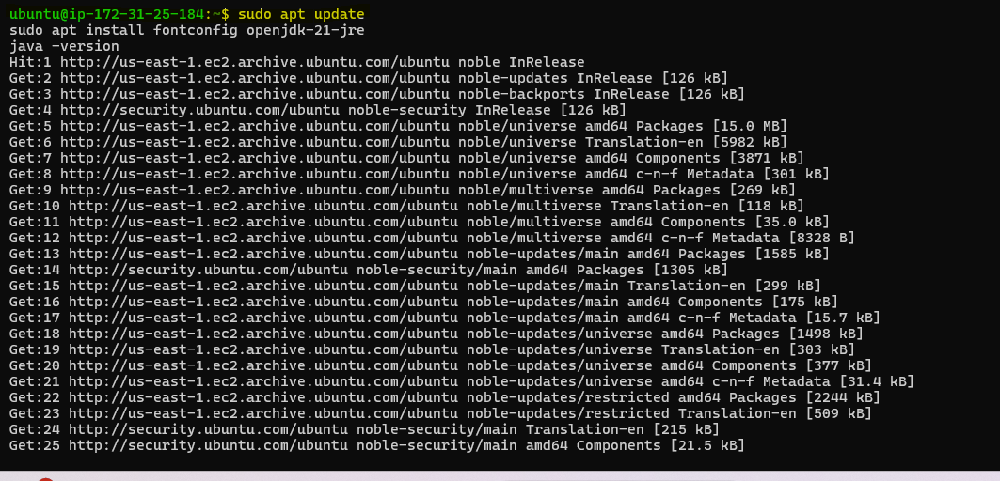 ubuntu@ip-172-31-25-184:~$ sudo apt update
sudo apt install fontconfig openjdk-21-jre
java -version
Hit:1 http://us-east-1.ec2.archive.ubuntu.com/ubuntu noble InRelease
Get:2 http://us-east-1.ec2.archive.ubuntu.com/ubuntu noble-updates InRelease [126 kB]
Get:3 http://us-east-1.ec2.archive.ubuntu.com/ubuntu noble-backports InRelease [126 kB]
Get:4 http://security.ubuntu.com/ubuntu noble-security InRelease [126 kB]
Get:5 http://us-east-1.ec2.archive.ubuntu.com/ubuntu noble/universe amd64 Packages [15.0 MB]
Get:6 http://us-east-1.ec2.archive.ubuntu.com/ubuntu noble/universe Translation-en [5982 kB]
Get:7 http://us-east-1.ec2.archive.ubuntu.com/ubuntu noble/universe amd64 Components [3871 kB]
Get:8 http://us-east-1.ec2.archive.ubuntu.com/ubuntu noble/universe amd64 c-n-f Metadata [301 kB]
Get:9 http://us-east-1.ec2.archive.ubuntu.com/ubuntu noble/multiverse amd64 Packages [269 kB]
Get:10 http://us-east-1.ec2.archive.ubuntu.com/ubuntu noble/multiverse Translation-en [118 kB]
Get:11 http://us-east-1.ec2.archive.ubuntu.com/ubuntu noble/multiverse amd64 Components [35.0 kB]
Get:12 http://us-east-1.ec2.archive.ubuntu.com/ubuntu noble/multiverse amd64 c-n-f Metadata [8328 B]
Get:13 http://us-east-1.ec2.archive.ubuntu.com/ubuntu noble-updates/main amd64 Packages [1585 kB]
Get:14 http://security.ubuntu.com/ubuntu noble-security/main amd64 Packages [1305 kB]
Get:15 http://us-east-1.ec2.archive.ubuntu.com/ubuntu noble-updates/main Translation-en [299 kB]
Get:16 http://us-east-1.ec2.archive.ubuntu.com/ubuntu noble-updates/main amd64 Components [175 kB]
Get:17 http://us-east-1.ec2.archive.ubuntu.com/ubuntu noble-updates/main amd64 c-n-f Metadata [15.7 kB]
Get:18 http://us-east-1.ec2.archive.ubuntu.com/ubuntu noble-updates/universe amd64 Packages [1498 kB]
Get:19 http://us-east-1.ec2.archive.ubuntu.com/ubuntu noble-updates/universe Translation-en [303 kB]
Get:20 http://us-east-1.ec2.archive.ubuntu.com/ubuntu noble-updates/universe amd64 Components [377 kB]
Get:21 http://us-east-1.ec2.archive.ubuntu.com/ubuntu noble-updates/universe amd64 c-n-f Metadata [31.4 kB]
Get:22 http://us-east-1.ec2.archive.ubuntu.com/ubuntu noble-updates/restricted amd64 Packages [2244 kB]
Get:23 http://us-east-1.ec2.archive.ubuntu.com/ubuntu noble-updates/restricted Translation-en [509 kB]
Get:24 http://security.ubuntu.com/ubuntu noble-security/main Translation-en [215 kB]
Get:25 http://security.ubuntu.com/ubuntu noble-security/main amd64 Components [21.5 kB]